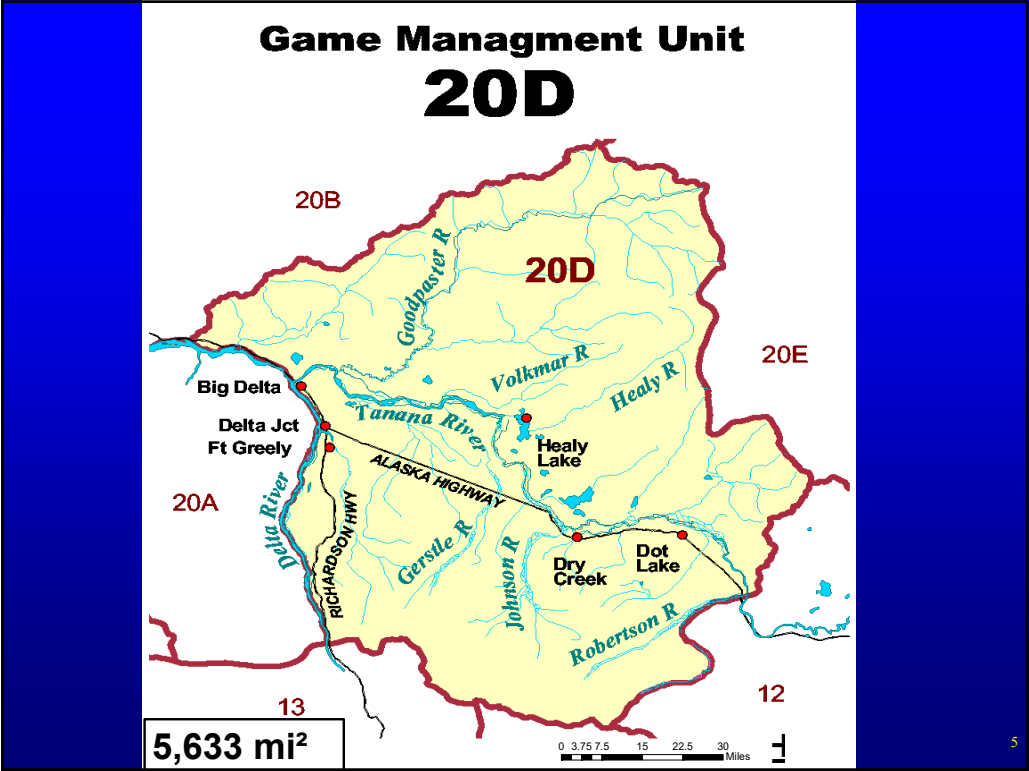 Game Managment Unit
20D
20B
Goodpaster R
20D
20E
Volkmar R
Healy R
Big Delta
Tanana River
Delta Jct
Ft Greely
Healy
Lake
ALASKA HIGHWAY
20A
Delta River
RICHARDSON HWY
Gerstle R
Johnson R
Dry
Creek
Dot
Lake
Robertson R
12
13
5,633 mi²
0 3.75 7.5 15 22.5 30
Miles
5